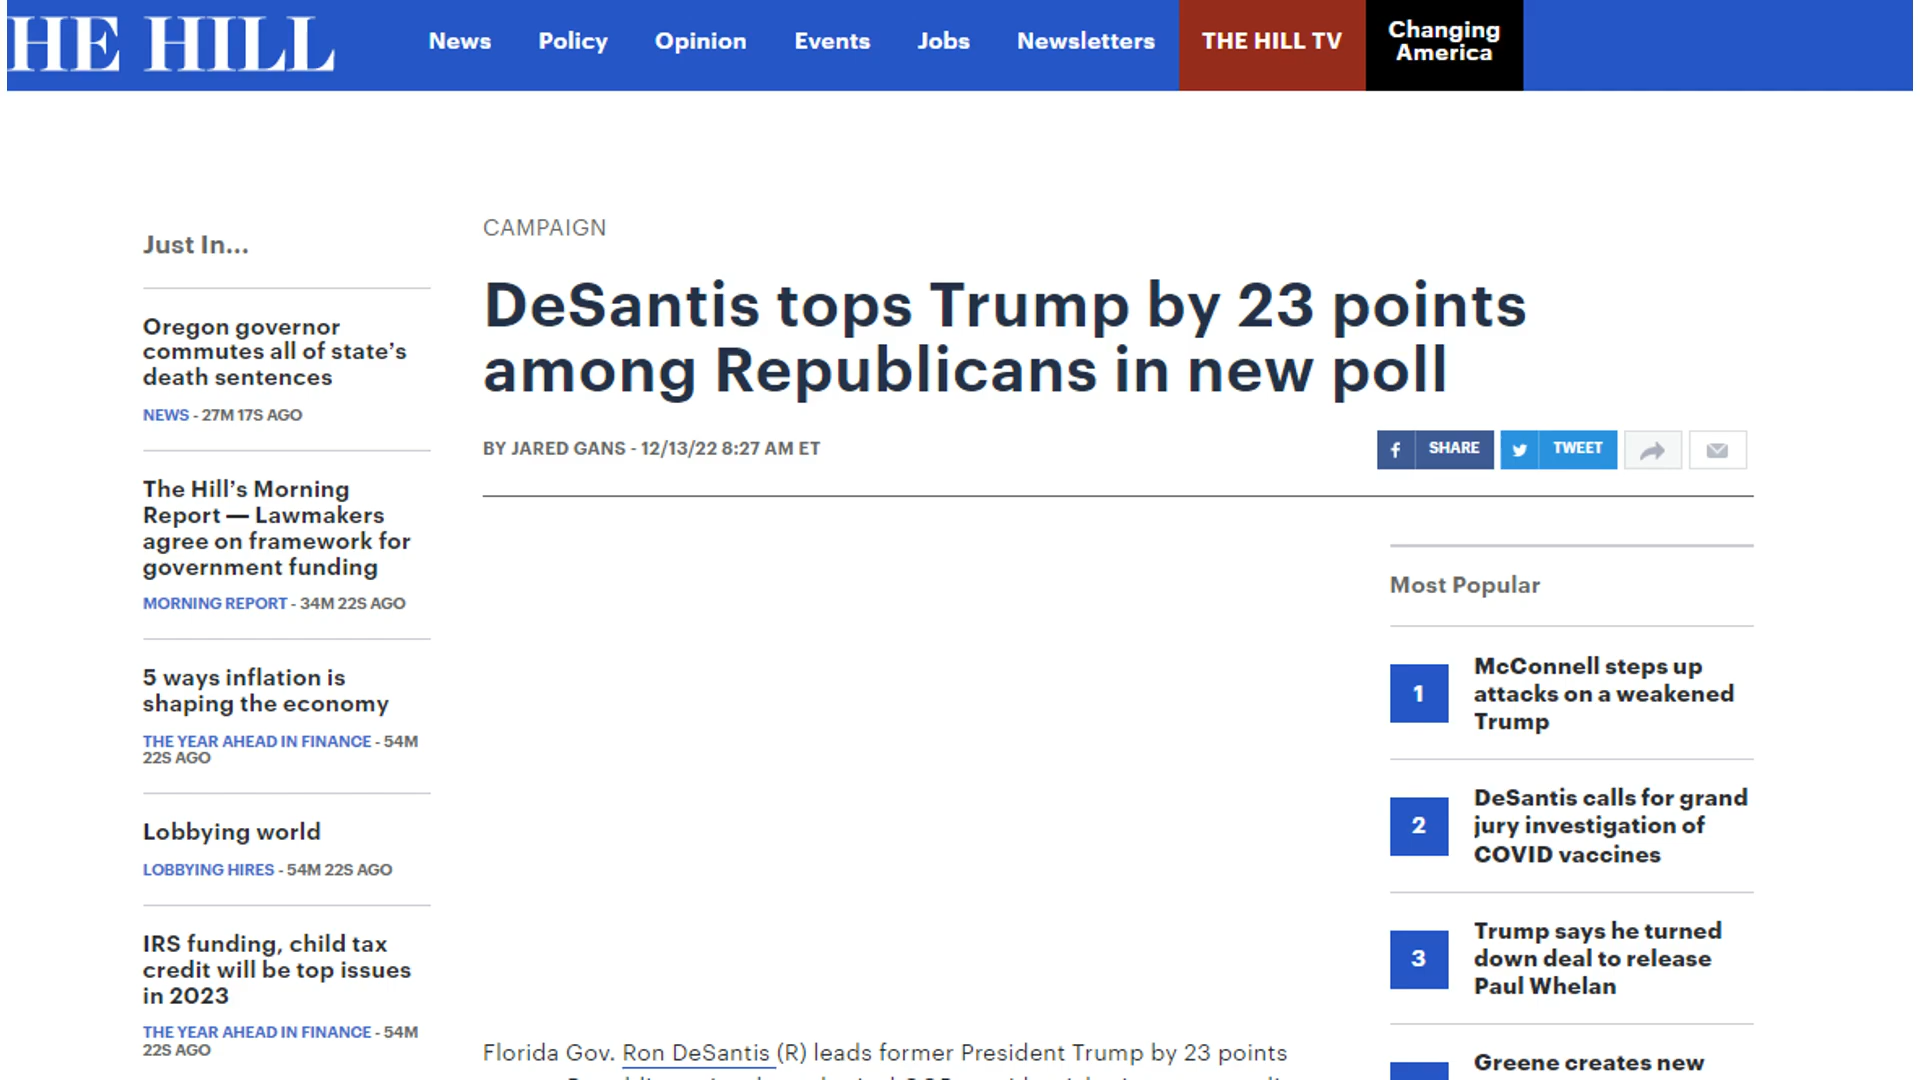 HE HILL
News
Policy
Opinion
Events
Jobs
Newsletters
THE HILL TV
Changing
America
Just In...
Oregon governor
commutes all of state's
death sentences
NEWS - 27M 17S AGO
The Hill's Morning
Report — Lawmakers
agree on framework for
government funding
MORNING REPORT - 34M 22S AGO
5 ways inflation is
shaping the economy
THE YEAR AHEAD IN FINANCE - 54M
22S AGO
Lobbying world
LOBBYING HIRES - 54M 22S AGO
IRS funding, child tax
credit will be top issues
in 2023
THE YEAR AHEAD IN FINANCE - 54M
22S AGO
CAMPAIGN
DeSantis tops Trump by 23 points
among Republicans in new poll
BY JARED GANS - 12/13/22 8:27 AM ET
SHARE
TWEET
Florida Gov. Ron DeSantis (R) leads former President Trump by 23 points
Most Popular
1
McConnell steps up
attacks on a weakened
Trump
2
DeSantis calls for grand
jury investigation of
COVID vaccines
3
Trump says he turned
down deal to release
Paul Whelan
Greene creates new